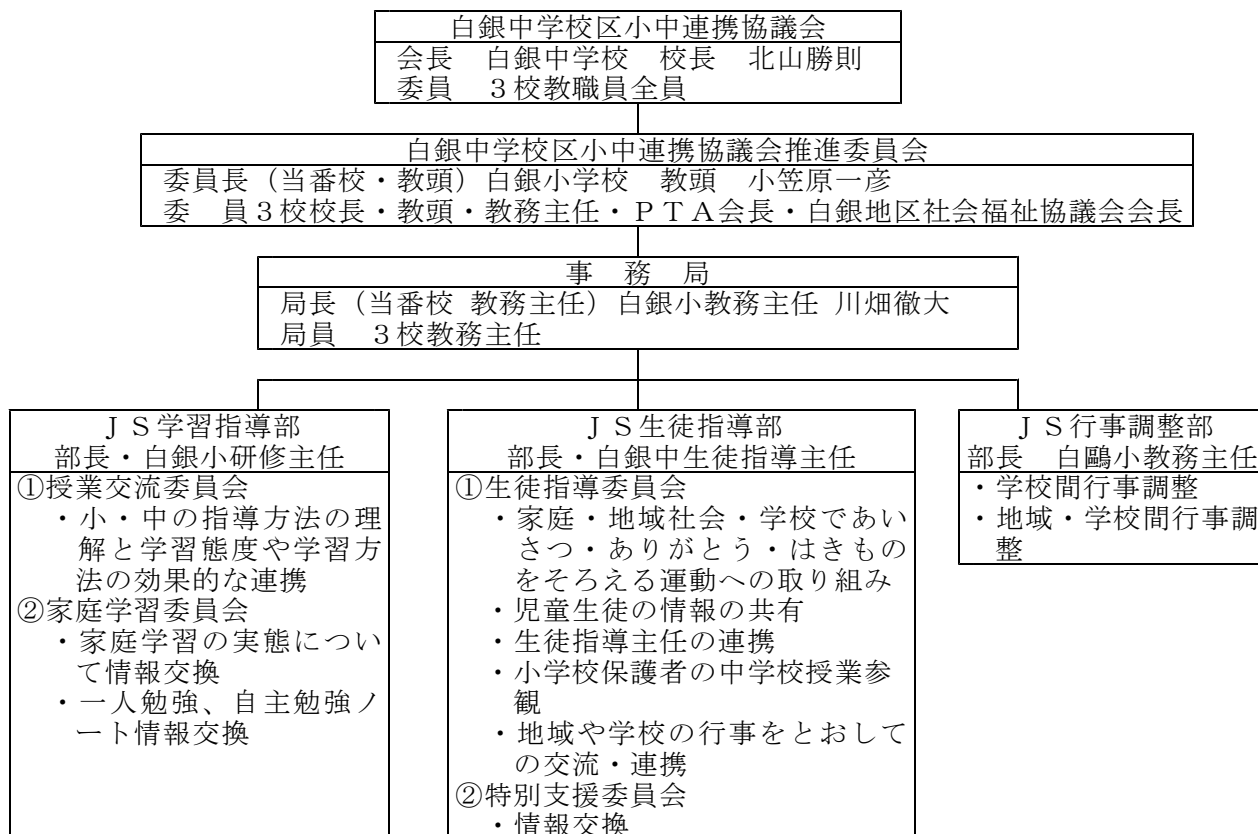 白銀中学校区小中連携協議会
会長　白銀中学校　校長　北山勝則
委員　３校教職員全員
白銀中学校区小中連携協議会推進委員会
委員長（当番校・教頭）白銀小学校　教頭　小笠原一彦
委　員３校校長・教頭・教務主任・ＰＴＡ会長・白銀地区社会福祉協議会会長
事　務　局
局長（当番校 教務主任）白銀小教務主任 川畑徹大
局員　３校教務主任
ＪＳ学習指導部
部長・白銀小研修主任
①授業交流委員会
・小・中の指導方法の理
解と学習態度や学習方
法の効果的な連携
②家庭学習委員会
・家庭学習の実態につい
て情報交換
・一人勉強、自主勉強ノ
ート情報交換
ＪＳ生徒指導部
部長・白銀中生徒指導主任
①生徒指導委員会
・家庭・地域社会・学校であい
さつ・ありがとう・はきもの
をそろえる運動への取り組み
・児童生徒の情報の共有
・生徒指導主任の連携
・小学校保護者の中学校授業参
観
・地域や学校の行事をとおして
の交流・連携
②特別支援委員会
・情報交換
ＪＳ行事調整部
部長　白鷗小教務主任
・学校間行事調整
・地域・学校間行事調
整